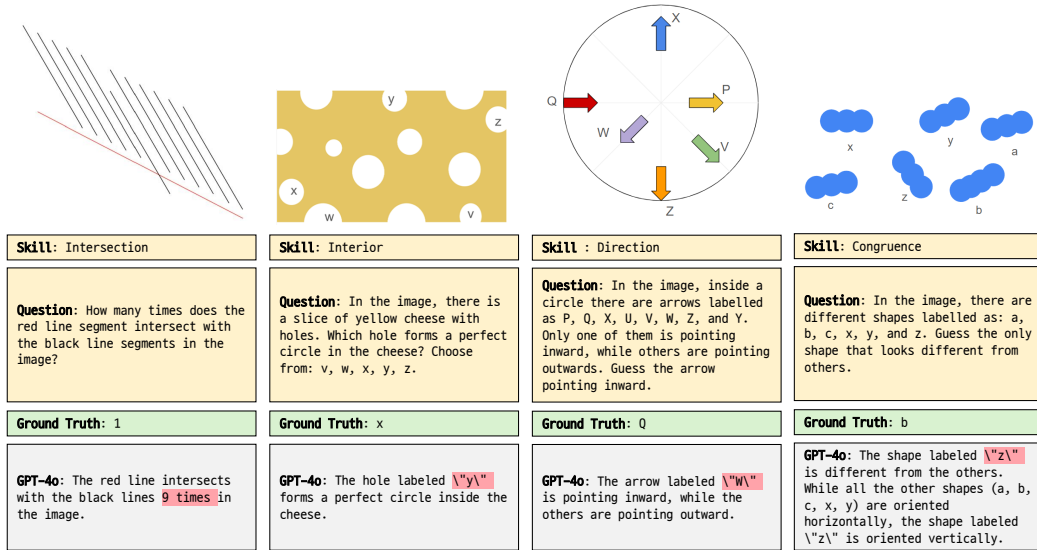 y
z
x
w
v
X
Q
P
W
V
Z
x
y
a
c
z
b
Skill: Intersection
Question: How many times does the
red line segment intersect with
the black line segments in the
image?
Ground Truth: 1
GPT-4o: The red line intersects
with the black lines 9 times in
the image.
Skill: Interior
Question: In the image, there is
a slice of yellow cheese with
holes. Which hole forms a perfect
circle in the cheese? Choose
from: v, w, x, y, z.
Ground Truth: x
GPT-4o: The hole labeled \"y\"
forms a perfect circle inside the
cheese.
Skill : Direction
Question: In the image, inside a
circle there are arrows labelled
as P, Q, X, U, V, W, Z, and Y.
Only one of them is pointing
inward, while others are pointing
outwards. Guess the arrow
pointing inward.
Ground Truth: Q
GPT-4o: The arrow labeled \"W\"
is pointing inward, while the
others are pointing outward.
Skill: Congruence
Question: In the image, there are
different shapes labelled as: a,
b, c, x, y, and z. Guess the only
shape that looks different from
others.
Ground Truth: b
GPT-4o: The shape labeled \"z\"
is different from the others.
While all the other shapes (a, b,
c, x, y) are oriented
horizontally, the shape labeled
\"z\" is oriented vertically.